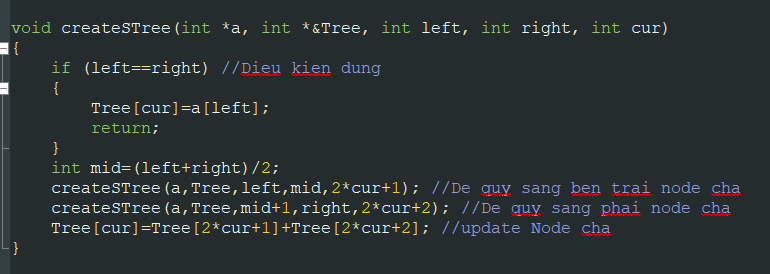 void createSTree(int *a, int *&Tree, int left, int right, int cur)
{
if (left==right) //Dieu kien dung
{
Tree[cur]=a[left];
return;
}
int mid=(left+right)/2;
createSTree(a,Tree,left,mid,2*cur+1); //De quy sang ben trai node cha
createSTree(a,Tree,mid+1,right,2*cur+2); //De quy sang phai node cha
Tree[cur]=Tree[2*cur+1]+Tree[2*cur+2]; //update Node cha
}